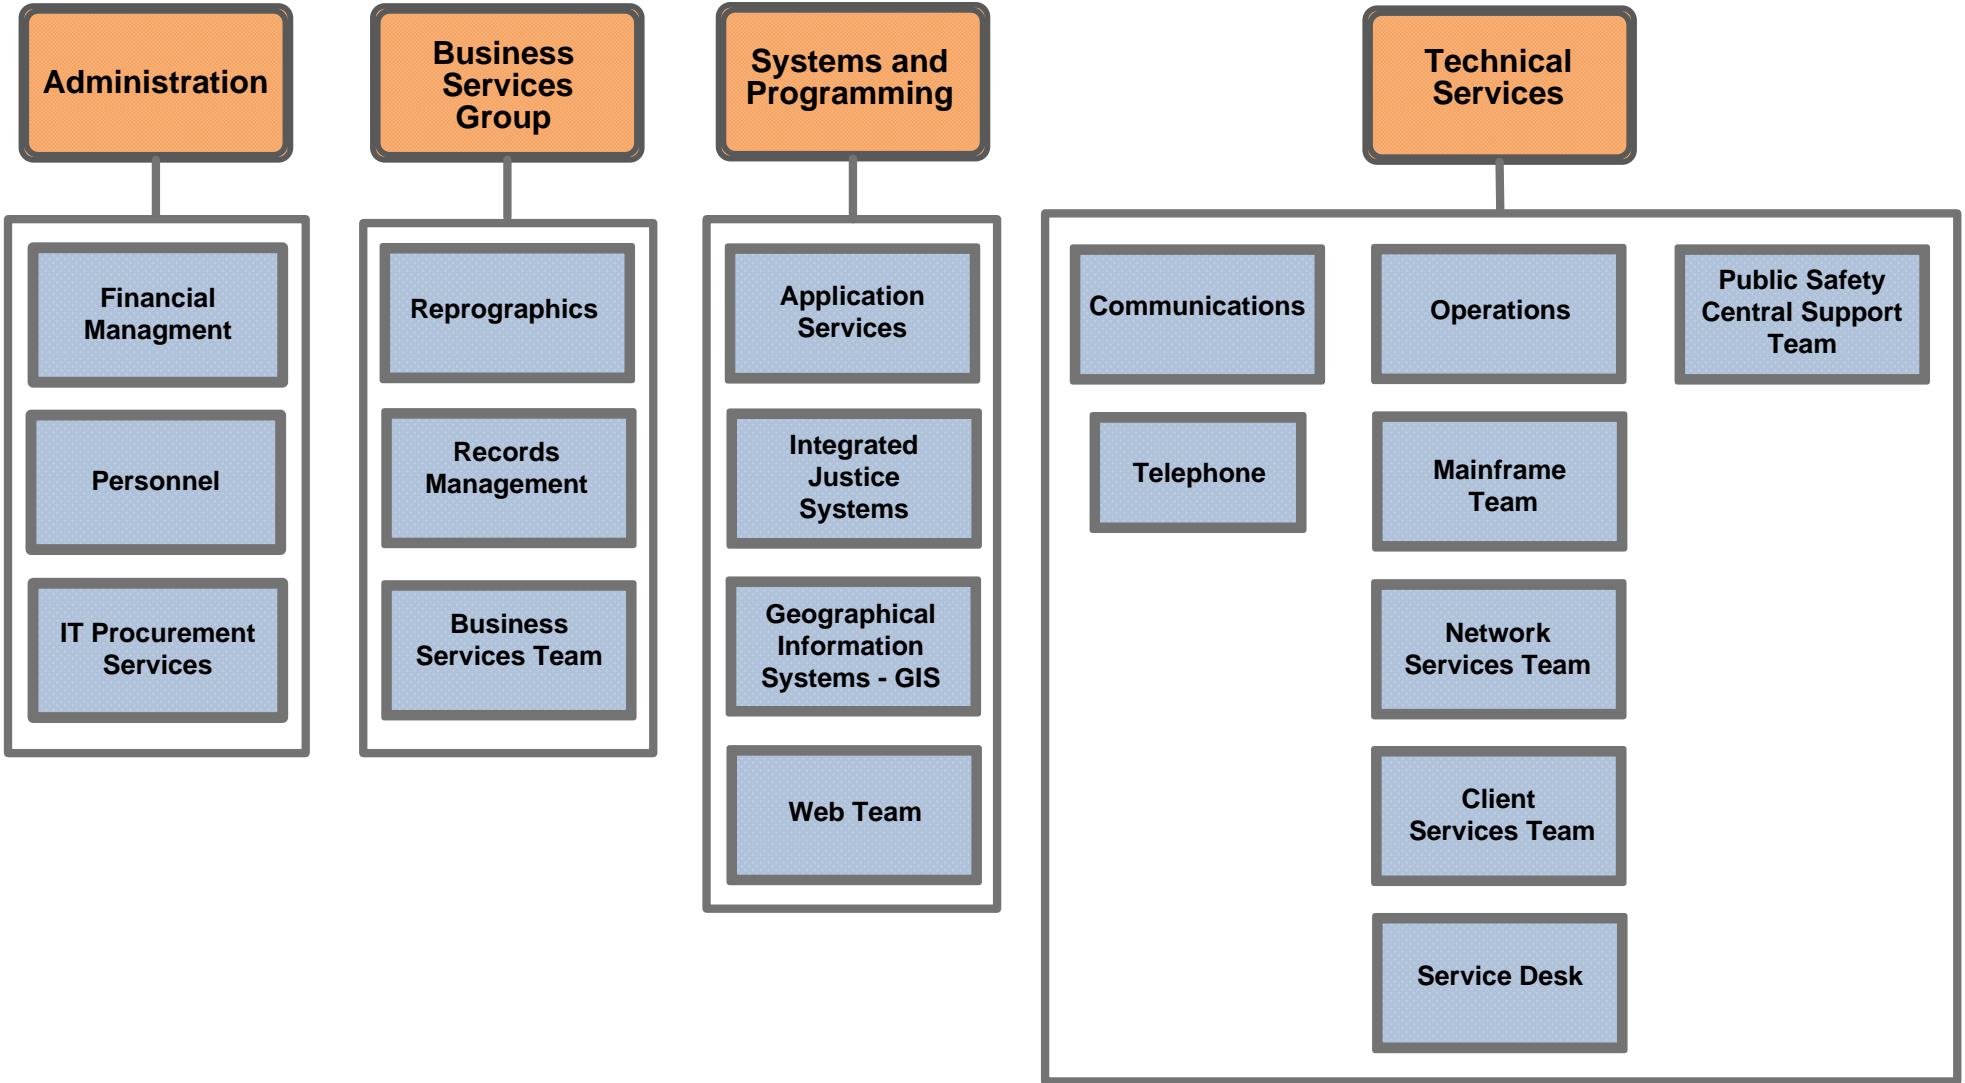 Administration
Business
Services
Group
Systems and
Programming
Technical
Services
Financial
Managment
Personnel
IT Procurement
Services
Reprographics
Records
Management
Business
Services Team
Application
Services
Integrated
Justice
Systems
Geographical
Information
Systems - GIS
Web Team
Communications
Telephone
Operations
Mainframe
Team
Network
Services Team
Client
Services Team
Service Desk
Public Safety
Central Support
Team